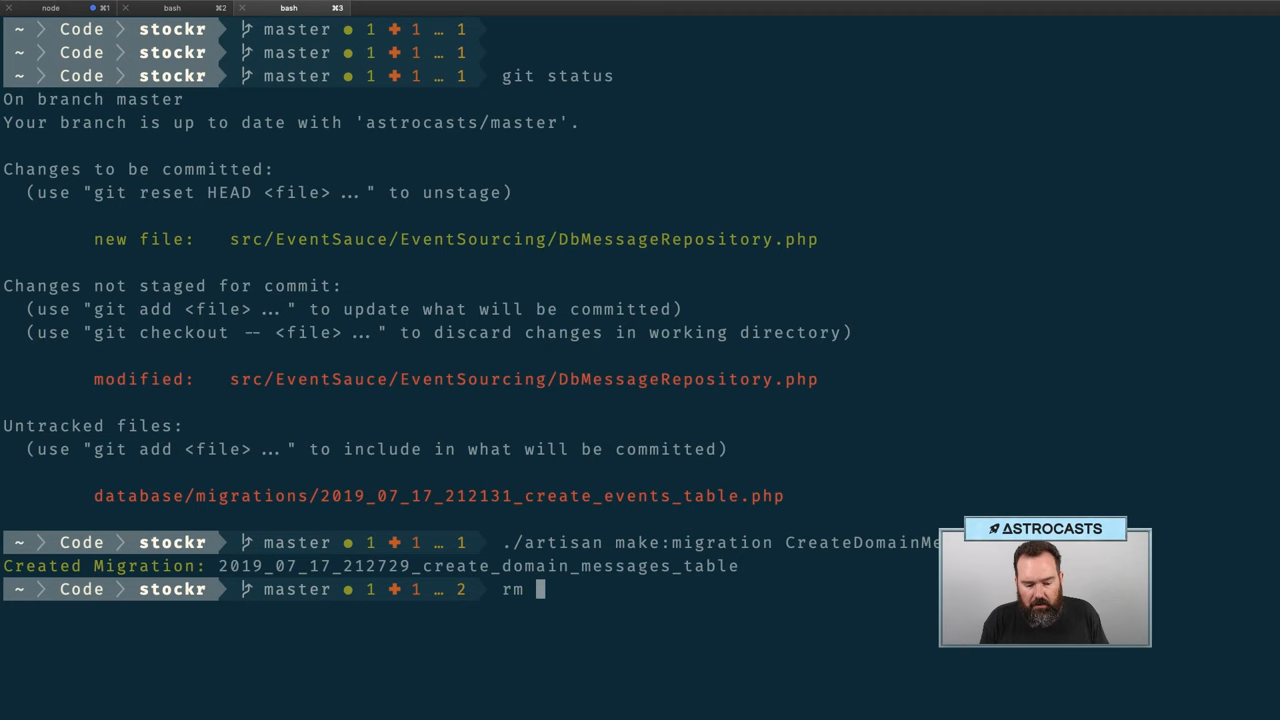 node ⌘1 bash ⌘2 bash ⌘3
~ Code stockr master ● 1 ✚ 1 … 1
~ Code stockr master ● 1 ✚ 1 … 1
~ Code stockr master ● 1 ✚ 1 … 1 git status
On branch master
Your branch is up to date with 'astrocasts/master'.
Changes to be committed:
(use "git reset HEAD <file>..." to unstage)
new file: src/EventSauce/EventSourcing/DbMessageRepository.php
Changes not staged for commit:
(use "git add <file>..." to update what will be committed)
(use "git checkout -- <file>..." to discard changes in working directory)
modified: src/EventSauce/EventSourcing/DbMessageRepository.php
Untracked files:
(use "git add <file>..." to include in what will be committed)
database/migrations/2019_07_17_212131_create_events_table.php
~ Code stockr master ● 1 ✚ 1 … 1 ./artisan make:migration CreateDomainMe
Created Migration: 2019_07_17_212729_create_domain_messages_table
~ Code stockr master ● 1 ✚ 1 … 2 rm
ASTROCASTS